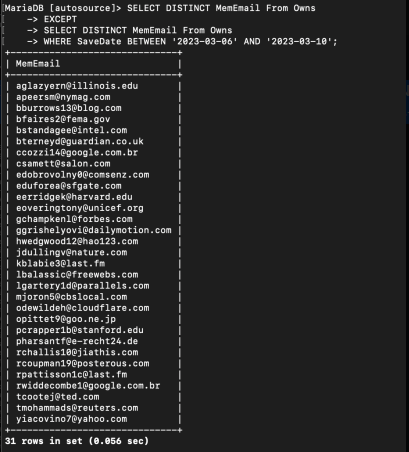 MariaDB [autosource]> SELECT DISTINCT MemEmail From Owns
    -> EXCEPT
    -> SELECT DISTINCT MemEmail From Owns
    -> WHERE SaveDate BETWEEN '2023-03-06' AND '2023-03-10';
+-----------------------------+
| MemEmail                    |
+-----------------------------+
| aglazyern@illinois.edu      |
| apeersm@nymag.com           |
| bburrows13@blog.com         |
| bfaires2@fema.gov           |
| bstandagee@intel.com        |
| bterneyd@guardian.co.uk     |
| ccozzi14@google.com.br      |
| csamett@salon.com           |
| edobrovolny0@comsenz.com    |
| eduforea@sfgate.com         |
| eerridgek@harvard.edu       |
| eoveringtony@unicef.org     |
| gchampkenl@forbes.com       |
| ggrishelyovi@dailymotion.com |
| hwedgwood12@hao123.com      |
| jdullingv@nature.com        |
| kblabie3@last.fm            |
| lbalassic@freewebs.com      |
| lgartery1d@parallels.com    |
| mjoron5@cbslocal.com        |
| odewildeh@cloudflare.com    |
| opittet9@goo.ne.jp          |
| pcrapper1b@stanford.edu     |
| pharsantf@e-recht24.de      |
| rchallis10@jiathis.com      |
| rcoupman19@posterous.com    |
| rpattisson1c@last.fm        |
| rwiddecombe1@google.com.br  |
| tcootej@ted.com             |
| tmohammads@reuters.com      |
| yiacovino7@yahoo.com        |
+-----------------------------+
31 rows in set (0.056 sec)